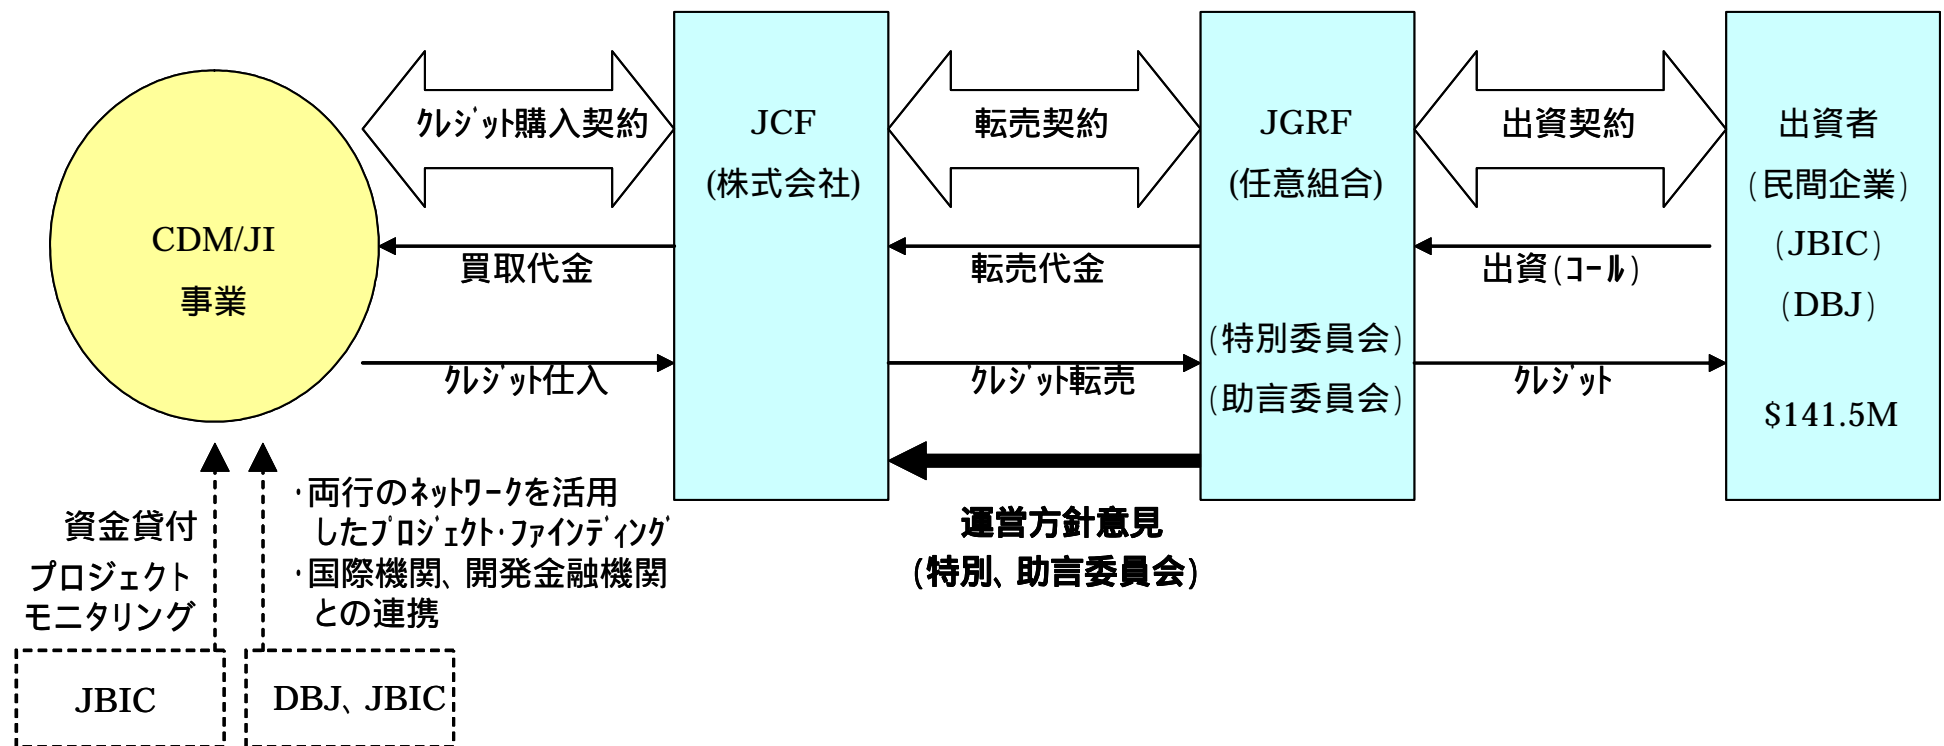 CDM/JI
事業
ｸﾚｼﾞｯﾄ購入契約
買取代金
ｸﾚｼﾞｯﾄ仕入
JCF
(株式会社)
転売契約
転売代金
ｸﾚｼﾞｯﾄ転売
運営方針意見
(特別、助言委員会)
JGRF
(任意組合)
(特別委員会)
(助言委員会)
出資契約
出資(ｺｰﾙ)
ｸﾚｼﾞｯﾄ
出資者
(民間企業)
(JBIC)
(DBJ)
$141.5M
資金貸付
プロジェクト
モニタリング
・両行のﾈｯﾄﾜｰｸを活用
したﾌﾟﾛｼﾞｪｸﾄ・ﾌｧｲﾝﾃﾞｨﾝｸﾞ
・国際機関、開発金融機関
との連携
JBIC
DBJ、JBIC